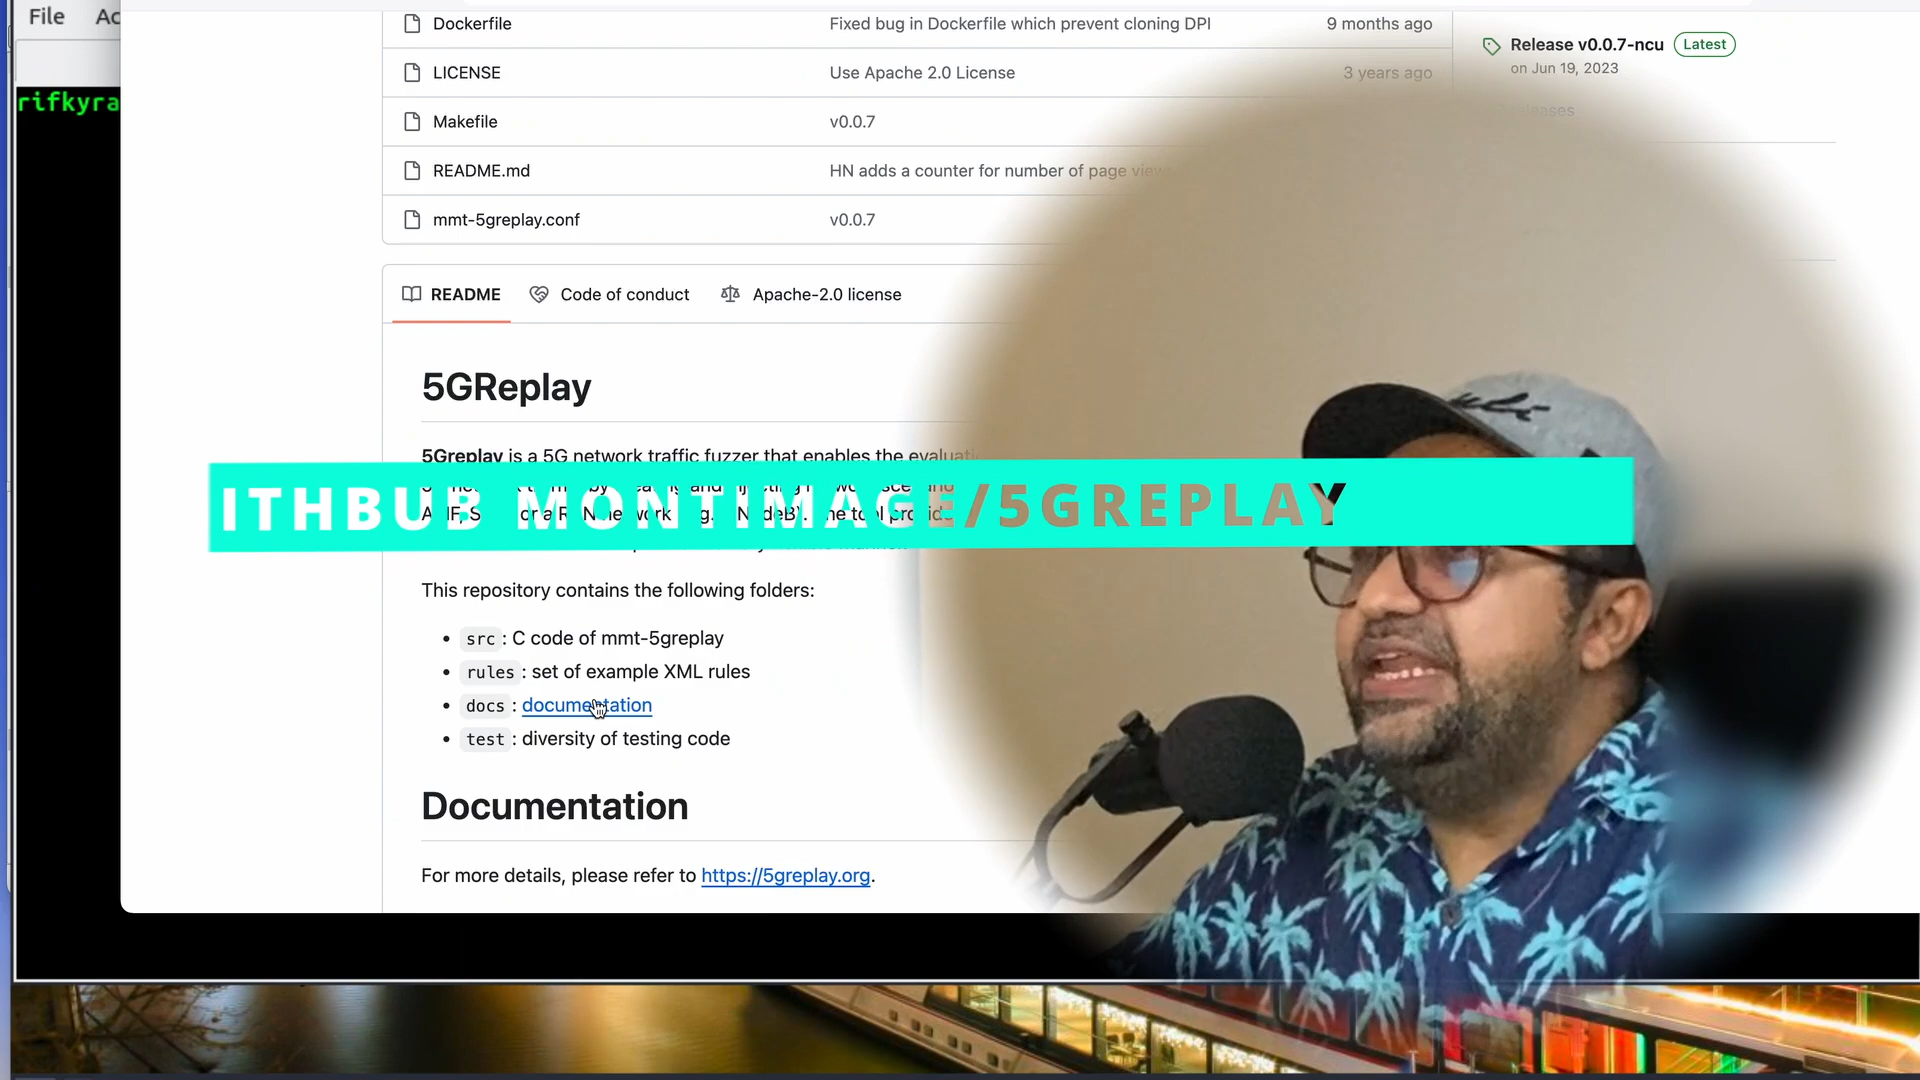 File
rifkyra
Dockerfile
Fixed bug in Dockerfile which prevent cloning DPI
9 months ago
LICENSE
Use Apache 2.0 License
3 years ago
Makefile
v0.0.7
README.md
HN adds a counter for number of page view
mmt-5greplay.conf
v0.0.7
Release v0.0.7-ncu
Latest
on Jun 19, 2023
releases
README
Code of conduct
Apache-2.0 license
5GReplay
5Greplay is a 5G network traffic fuzzer that enables the evaluati
ITHBUB MONTIMAGE/5GREPLAY
This repository contains the following folders:
src : C code of mmt-5greplay
rules : set of example XML rules
docs : documentation
test : diversity of testing code
Documentation
For more details, please refer to https://5greplay.org.